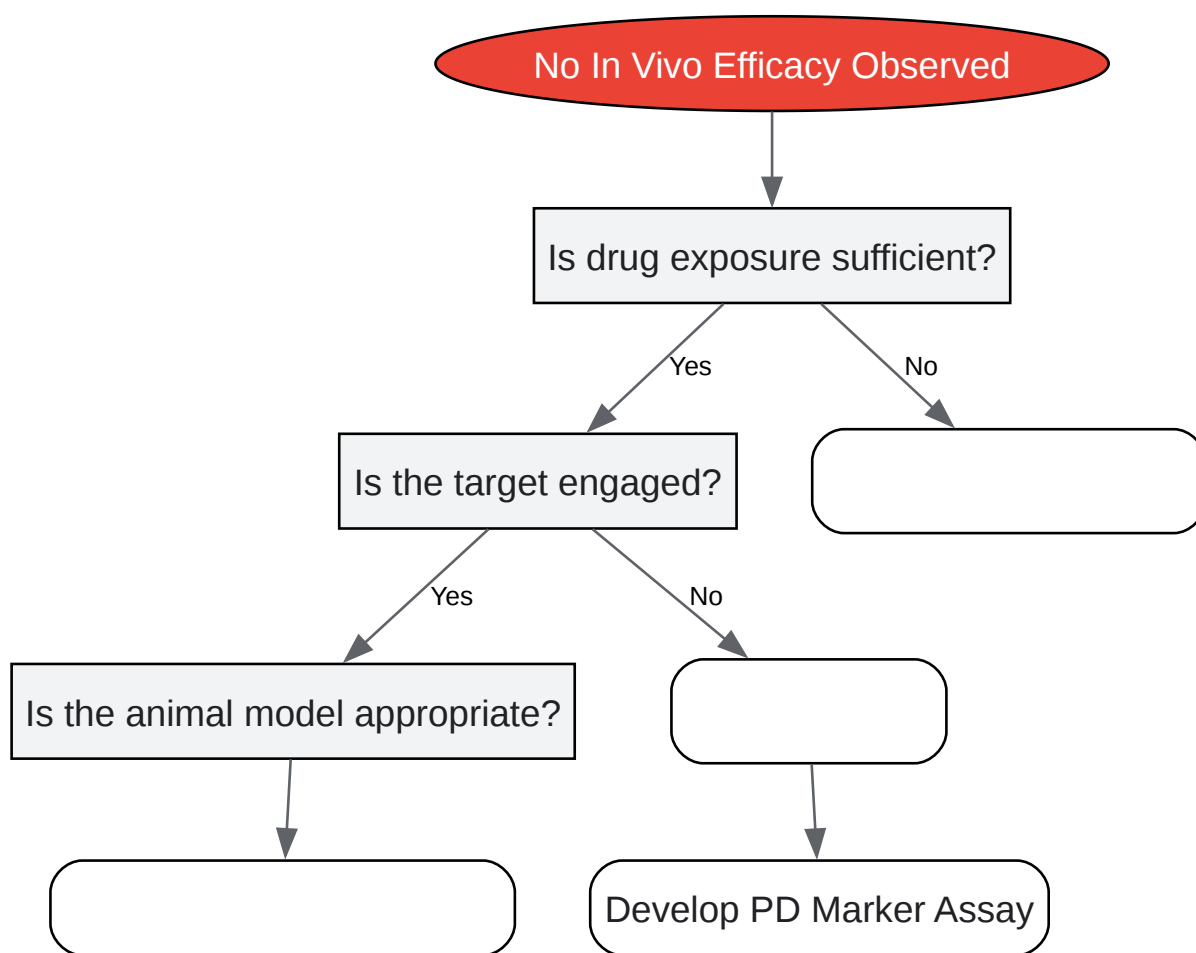 No In Vivo Efficacy Observed
Is drug exposure sufficient?
Yes
No
Is the target engaged?
Yes
No
Is the animal model appropriate?
Develop PD Marker Assay